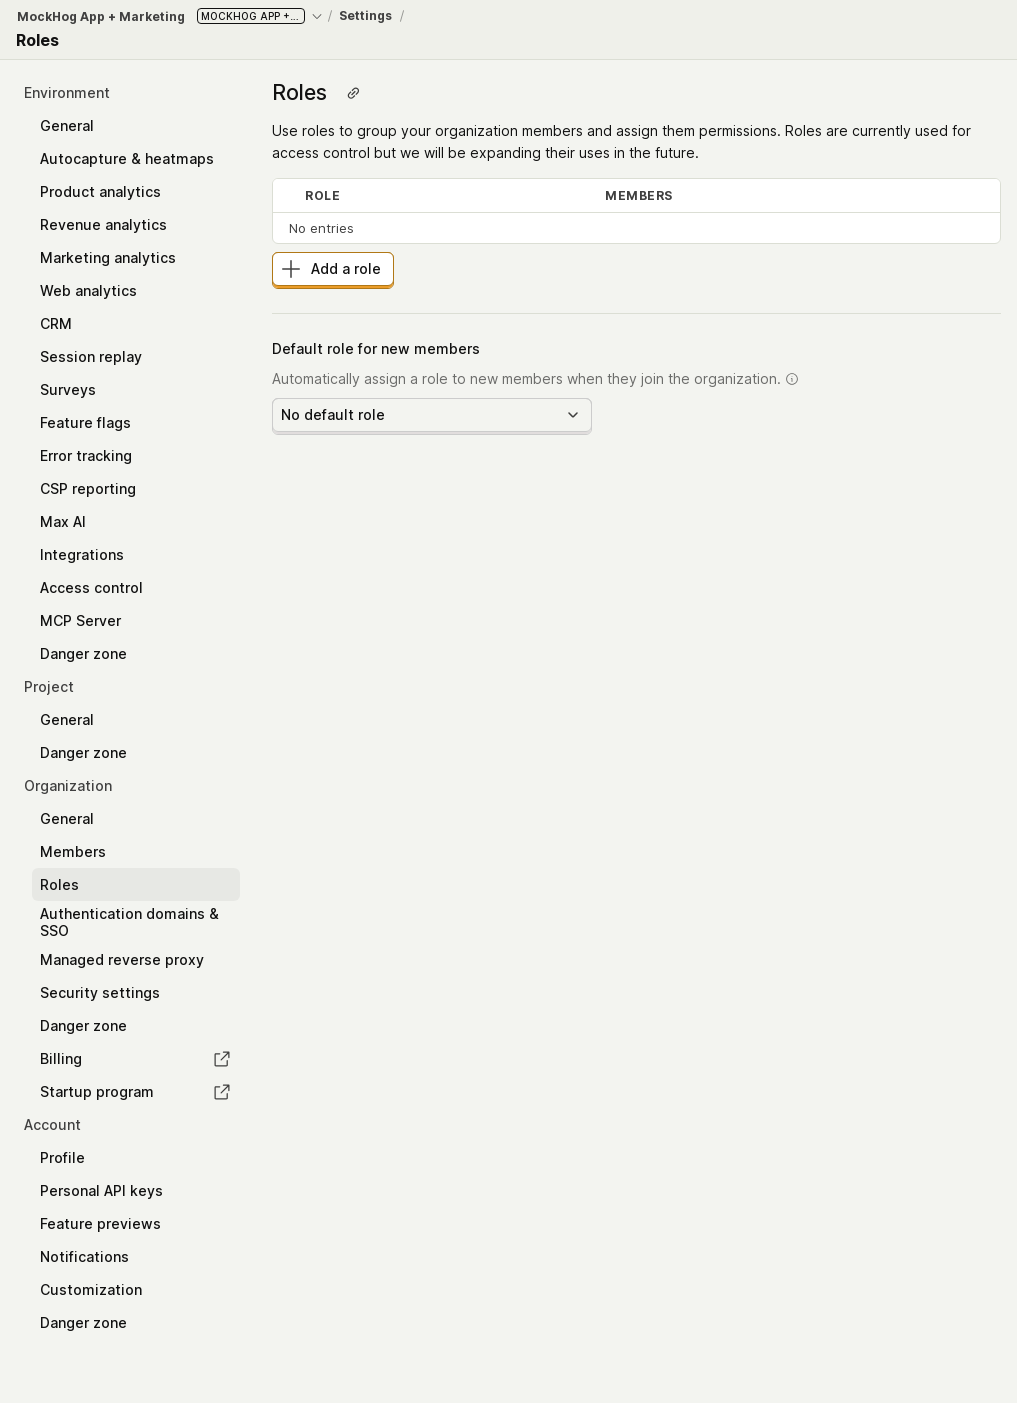 MockHog App + Marketing MOCKHOG APP +... / Settings /
Roles
Environment
General
Autocapture & heatmaps
Product analytics
Revenue analytics
Marketing analytics
Web analytics
CRM
Session replay
Surveys
Feature flags
Error tracking
CSP reporting
Max AI
Integrations
Access control
MCP Server
Danger zone
Project
General
Danger zone
Organization
General
Members
Roles
Authentication domains &
SSO
Managed reverse proxy
Security settings
Danger zone
Billing
Startup program
Account
Profile
Personal API keys
Feature previews
Notifications
Customization
Danger zone
Roles
Use roles to group your organization members and assign them permissions. Roles are currently used for
access control but we will be expanding their uses in the future.
ROLE MEMBERS
No entries
Add a role
Default role for new members
Automatically assign a role to new members when they join the organization.
No default role